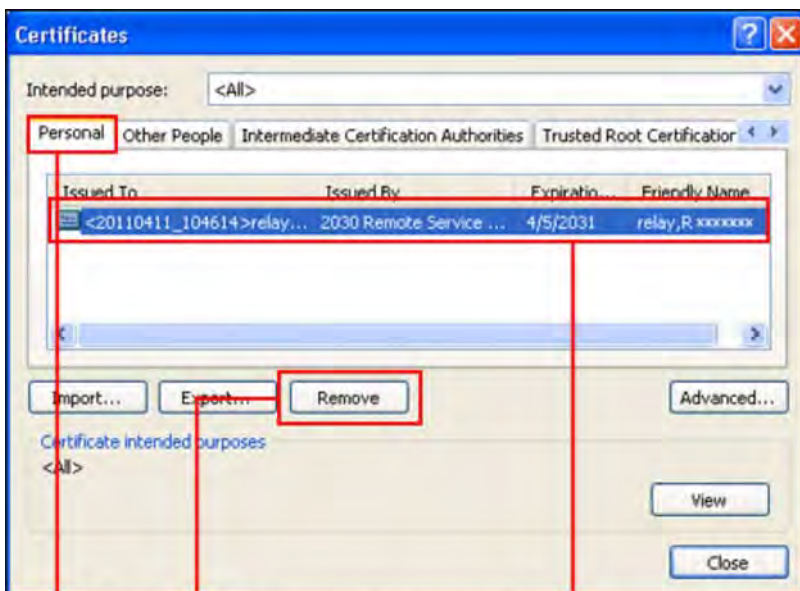 Certificates
Intended purpose: <All>
Personal Other People Intermediate Certification Authorities Trusted Root Certification
Issued To Issued By Expiratio... Friendly Name
<20110411_104614>relay... 2030 Remote Service ... 4/5/2031 relay,R xxxxxxx
Import... Export... Remove Advanced...
Certificate intended purposes
<All>
View
Close